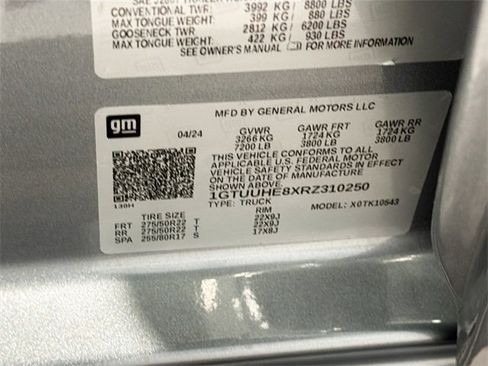 CONVENTIONAL TWR: 3992 KG / 8800 LBS
MAX TONGUE WEIGHT: 399 KG / 880 LBS
GOOSENECK TWR 2812 KG / 6200 LBS
MAX TONGUE WEIGHT: 422 KG / 930 LBS
SEE OWNER'S MANUAL FOR MORE INFORMATION
gm
MFD BY GENERAL MOTORS LLC
04/24 GVWR GAWR FRT GAWR RR
3266 KG 1724 KG 1724 KG
7200 LB 3800 LB 3800 LB
THIS VEHICLE CONFORMS TO ALL
APPLICABLE U.S. FEDERAL MOTOR
VEHICLE SAFETY STANDARDS IN EFFECT
ON THE DATE OF MANUFACTURE
1GTUUHE8XRZ310250
130H TYPE: TRUCK MODEL: X0TK10543
TIRE SIZE RIM
FRT 275/50R22 T 22X9J
RR 275/50R22 T 22X9J
SPA 255/80R17 S 17X8J